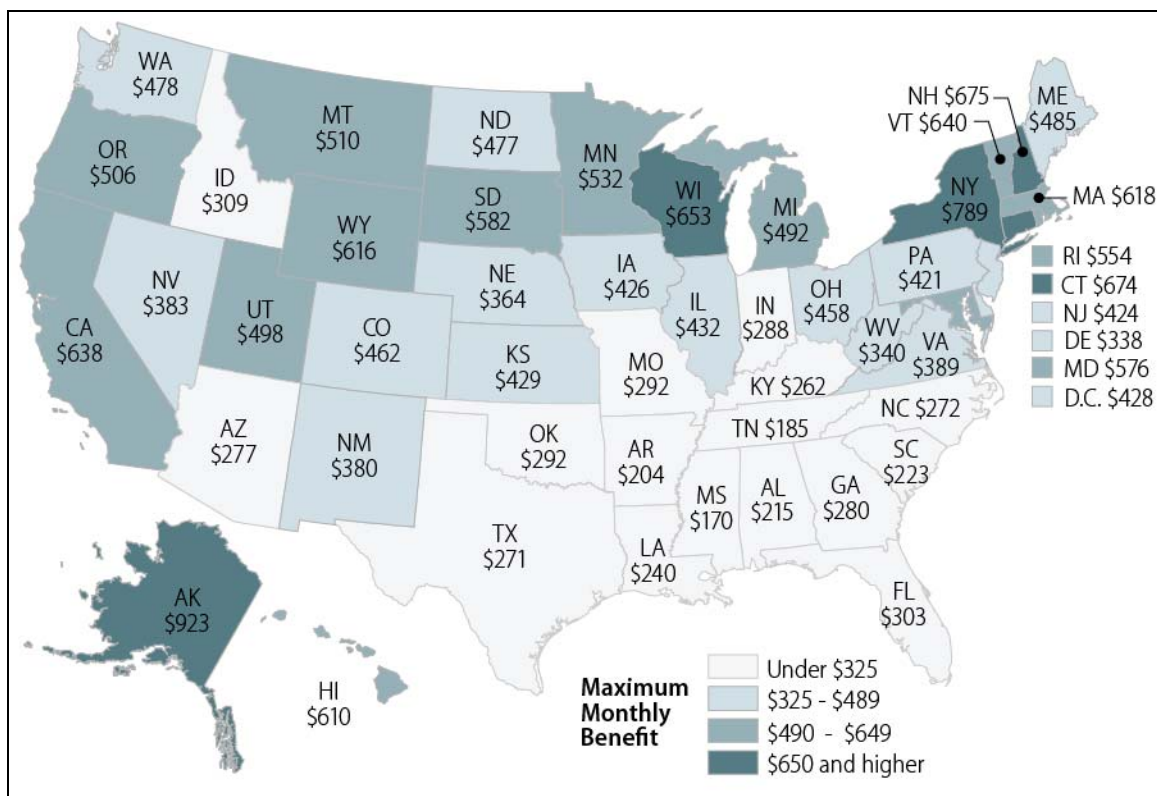 WA
$478
MT
$510
ND
$477
MN
$532
NH $675
VT $640
ME
$485
OR
$506
ID
$309
SD
$582
WI
$653
MI
$492
NY
$789
MA $618
WY
$616
RI $554
CT $674
NJ $424
DE $338
MD $576
D.C. $428
NV
$383
UT
$498
CO
$462
NE
$364
IA
$426
IL
$432
IN
$288
OH
$458
PA
$421
WV
$340
VA
$389
CA
$638
KS
$429
MO
$292
KY $262
NC $272
TN $185
SC
$223
AZ
$277
NM
$380
OK
$292
AR
$204
MS
$170
AL
$215
GA
$280
TX
$271
LA
$240
FL
$303
AK
$923
HI
$610
Maximum
Monthly
Benefit
Under $325
$325 - $489
$490 - $649
$650 and higher